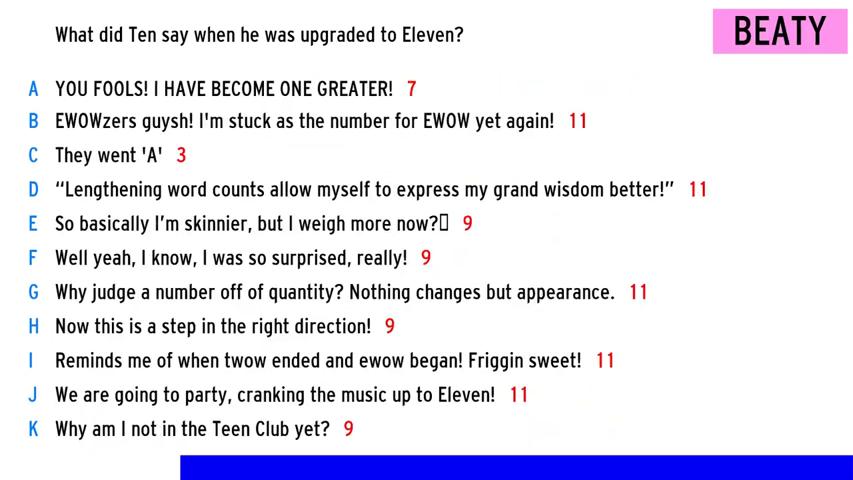 What did Ten say when he was upgraded to Eleven?
BEATY
A YOU FOOLS! I HAVE BECOME ONE GREATER! 7
B EWOWzers guysh! I'm stuck as the number for EWOW yet again! 11
C They went 'A' 3
D “Lengthening word counts allow myself to express my grand wisdom better!” 11
E So basically I’m skinnier, but I weigh more now?▯ 9
F Well yeah, I know, I was so surprised, really! 9
G Why judge a number off of quantity? Nothing changes but appearance. 11
H Now this is a step in the right direction! 9
I Reminds me of when twow ended and ewow began! Friggin sweet! 11
J We are going to party, cranking the music up to Eleven! 11
K Why am I not in the Teen Club yet? 9